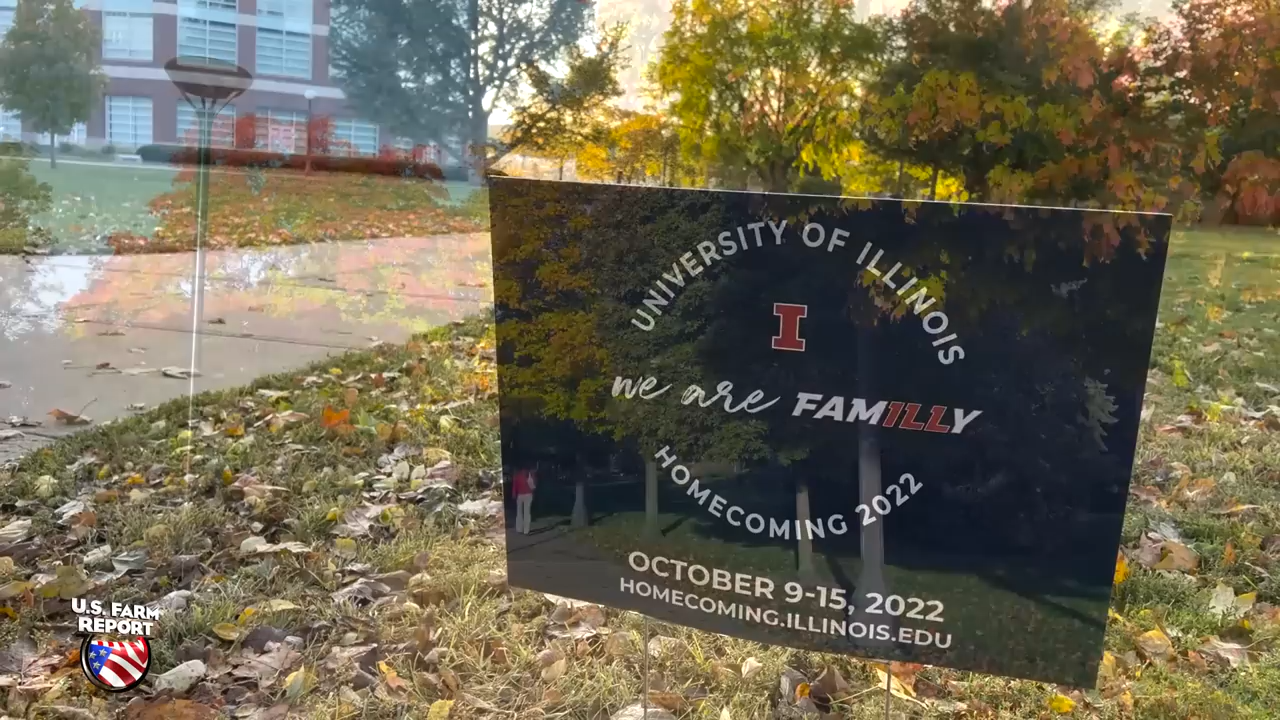 UNIVERSITY OF ILLINOIS
I
we are FAMILLY
HOMECOMING 2022
OCTOBER 9-15, 2022
HOMECOMING.ILLINOIS.EDU
U.S. FARM
REPORT